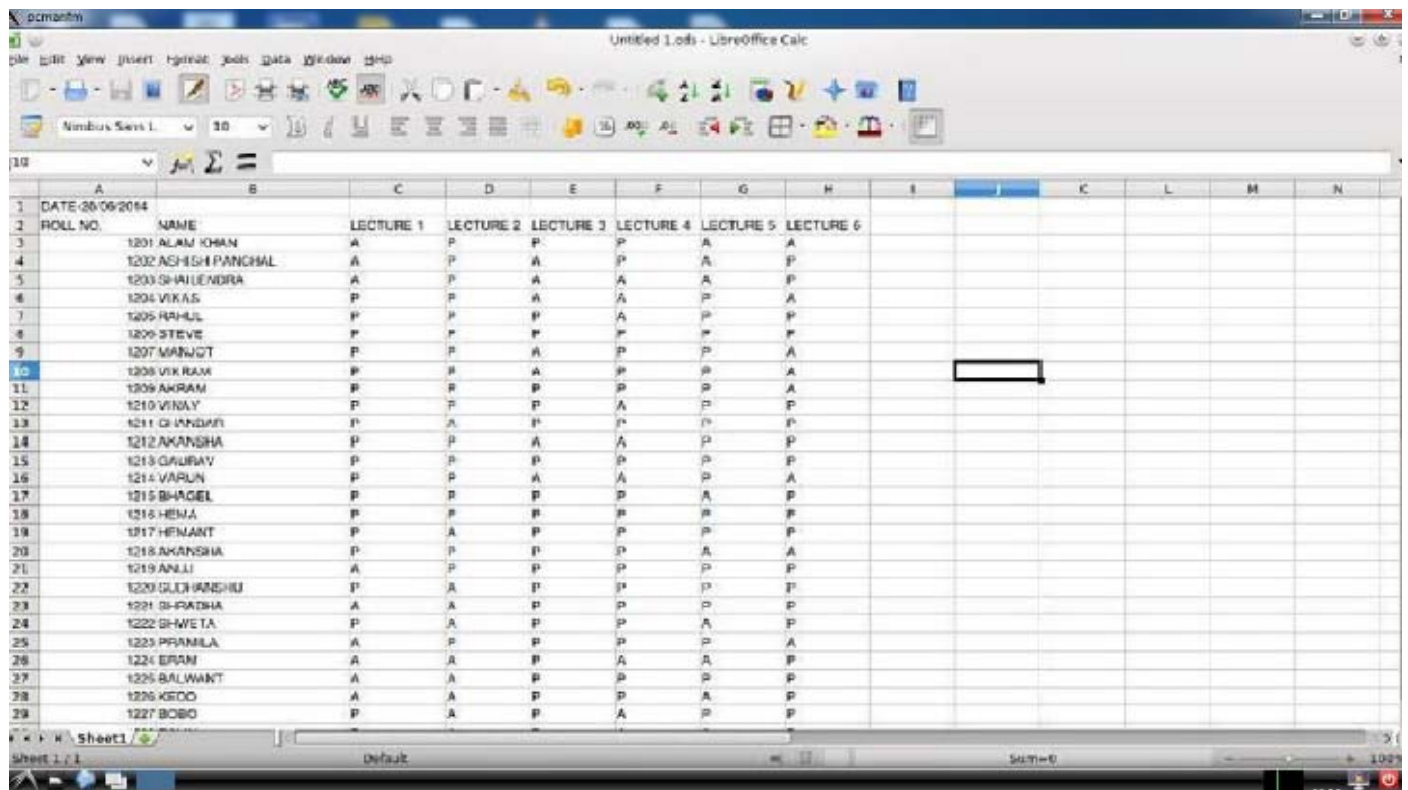 pcmanfm
Untitled 1.ods - LibreOffice Calc
File Edit View Insert Format Tools Data Window Help
Nimbus Sans L 10
J10
A B C D E F G H I J K L M N
1 DATE-26/06/2014
2 ROLL NO. NAME LECTURE 1 LECTURE 2 LECTURE 3 LECTURE 4 LECTURE 5 LECTURE 6
3 1201 ALAM KHAN A P P P A A
4 1202 ASHISH PANCHAL A P A P A P
5 1203 SHAILENDRA A P A A A P
6 1204 VIKAS P P A A P A
7 1205 RAHUL P P P A P P
8 1206 STEVE P P P P P P
9 1207 MANJOT P P A P P A
10 1208 VIKRAM P P A P P A
11 1209 AKRAM P P P P P A
12 1210 VINAY P P P A P P
13 1211 CHANDAR P A P P P P
14 1212 AKANSHA P P A A P P
15 1213 GAURAV P P P P P P
16 1214 VARUN P P A A P A
17 1215 BHAGEL P P P P A P
18 1216 HEMA P P P P P P
19 1217 HEMANT P A P P P P
20 1218 AKANSHA P P P P A A
21 1219 ANUJ A P P P P P
22 1220 SUDHANSHU P A P P P P
23 1221 SHRADHA A A P P P P
24 1222 SHWETA P A P P A P
25 1223 PRAMILA A P P P P A
26 1224 ERAM A A P A A P
27 1225 BALWANT A A P P P P
28 1226 KEDO A A P P A P
29 1227 BOBO P A P A P P
Sheet1
Sheet 1 / 1 Default Sum=0 100%